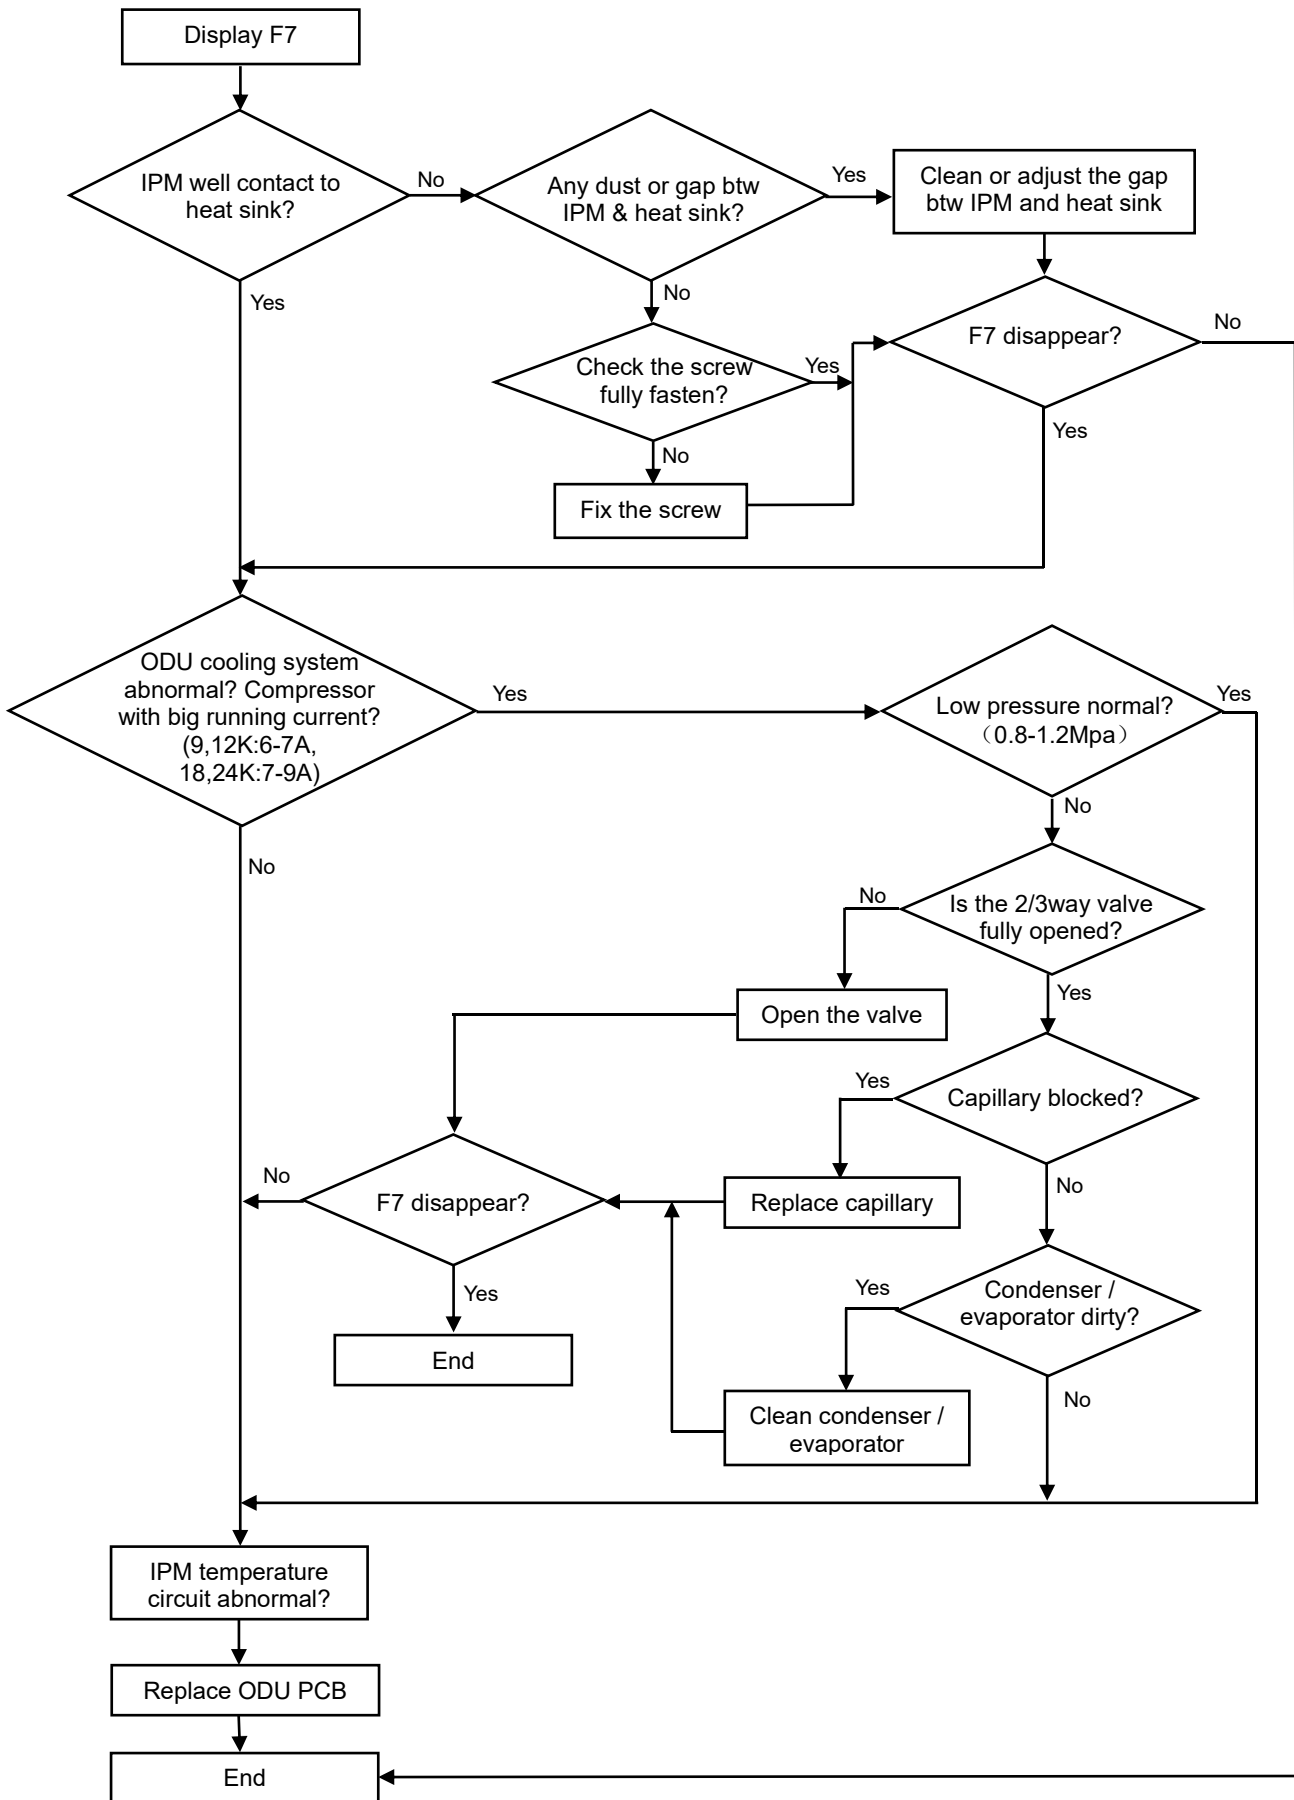 Display F7
IPM well contact to
heat sink?
No
Any dust or gap btw
IPM & heat sink?
Yes
Clean or adjust the gap
btw IPM and heat sink
Yes
No
F7 disappear?
No
Check the screw
fully fasten?
Yes
Yes
No
Fix the screw
ODU cooling system
abnormal? Compressor
with big running current?
(9,12K:6-7A,
18,24K:7-9A)
Yes
Low pressure normal?
（0.8-1.2Mpa）
Yes
No
No
Is the 2/3way valve
fully opened?
No
Yes
Open the valve
Capillary blocked?
Yes
No
Replace capillary
F7 disappear?
No
Yes
End
Condenser /
evaporator dirty?
Yes
No
Clean condenser /
evaporator
IPM temperature
circuit abnormal?
Replace ODU PCB
End